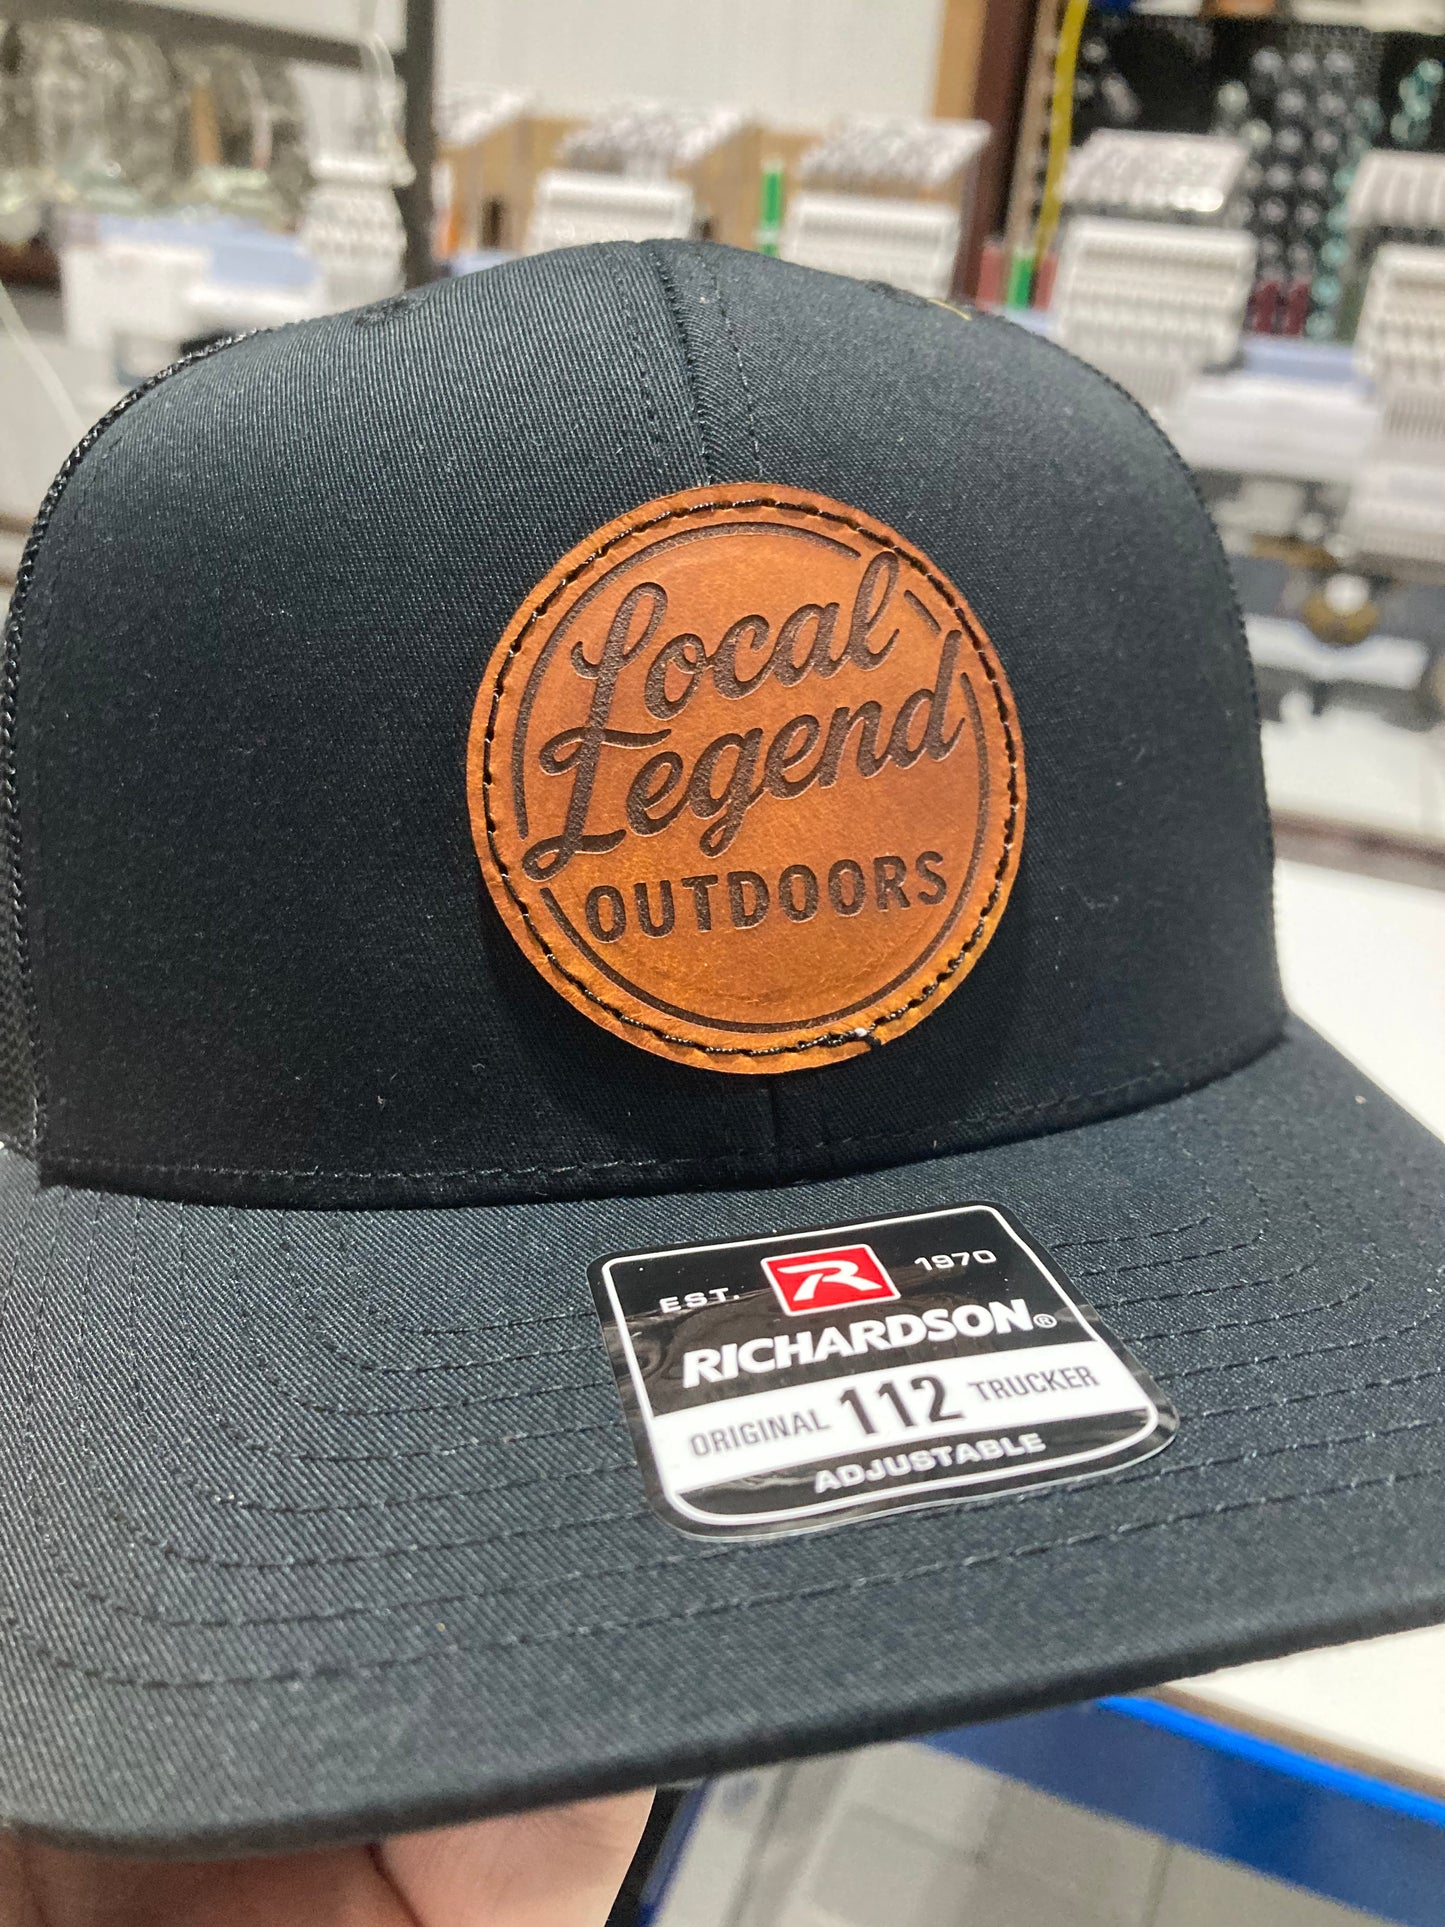 Local
Legend
OUTDOORS
EST. R 1970
RICHARDSON®
ORIGINAL 112 TRUCKER
ADJUSTABLE